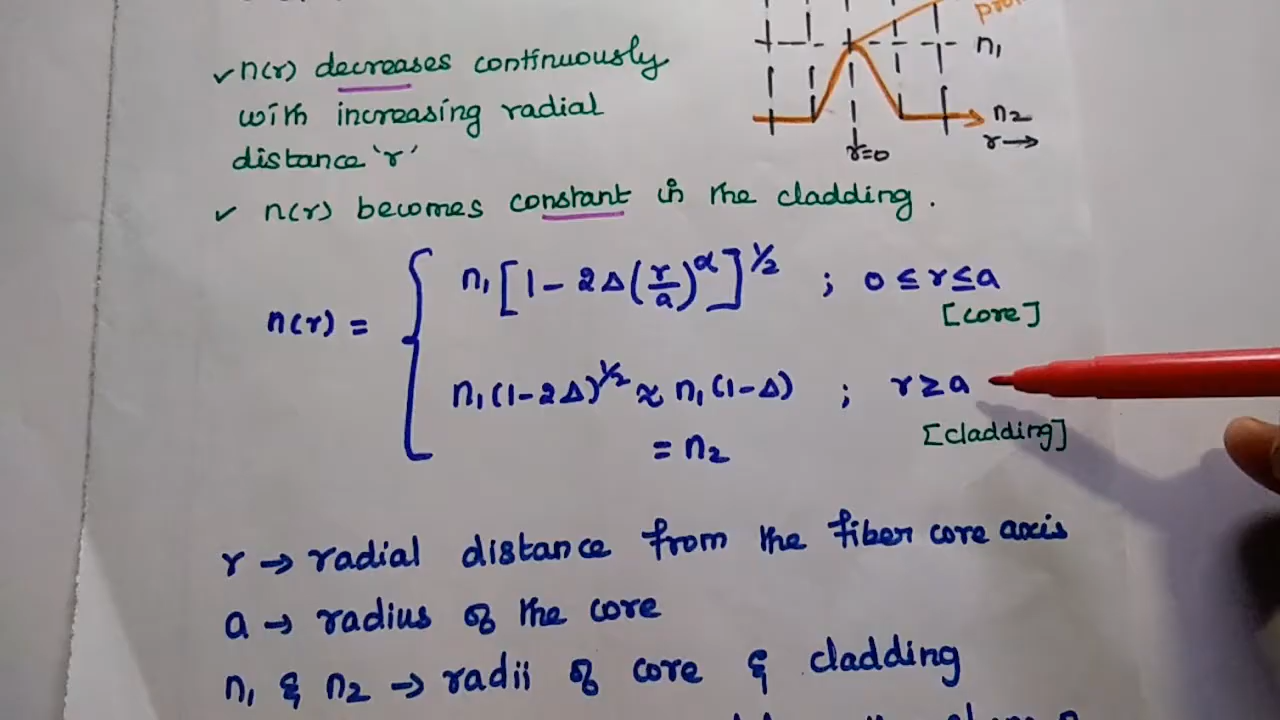 n1
✓ n(r) decreases continuously
with increasing radial
distance 'r'
n2
r →
r=0
✓ n(r) becomes constant in the cladding.
n(r) = { n1 [1 - 2Δ(r/a)^α]^1/2 ; 0 ≤ r ≤ a
[core]
n1 (1-2Δ)^1/2 ≈ n1 (1-Δ) ; r ≥ a
= n2
[cladding]
r → radial distance from the fiber core axis
a → radius of the core
n1 & n2 → radii of core & cladding